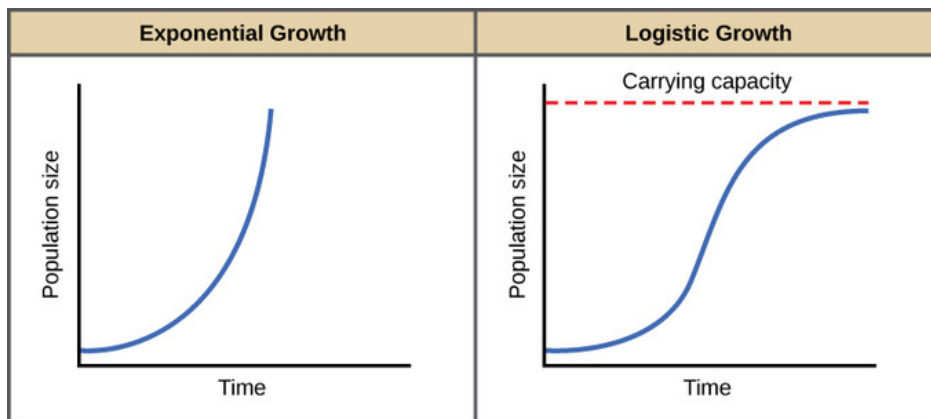 Exponential Growth
Population size
Time
Logistic Growth
Carrying capacity
Population size
Time